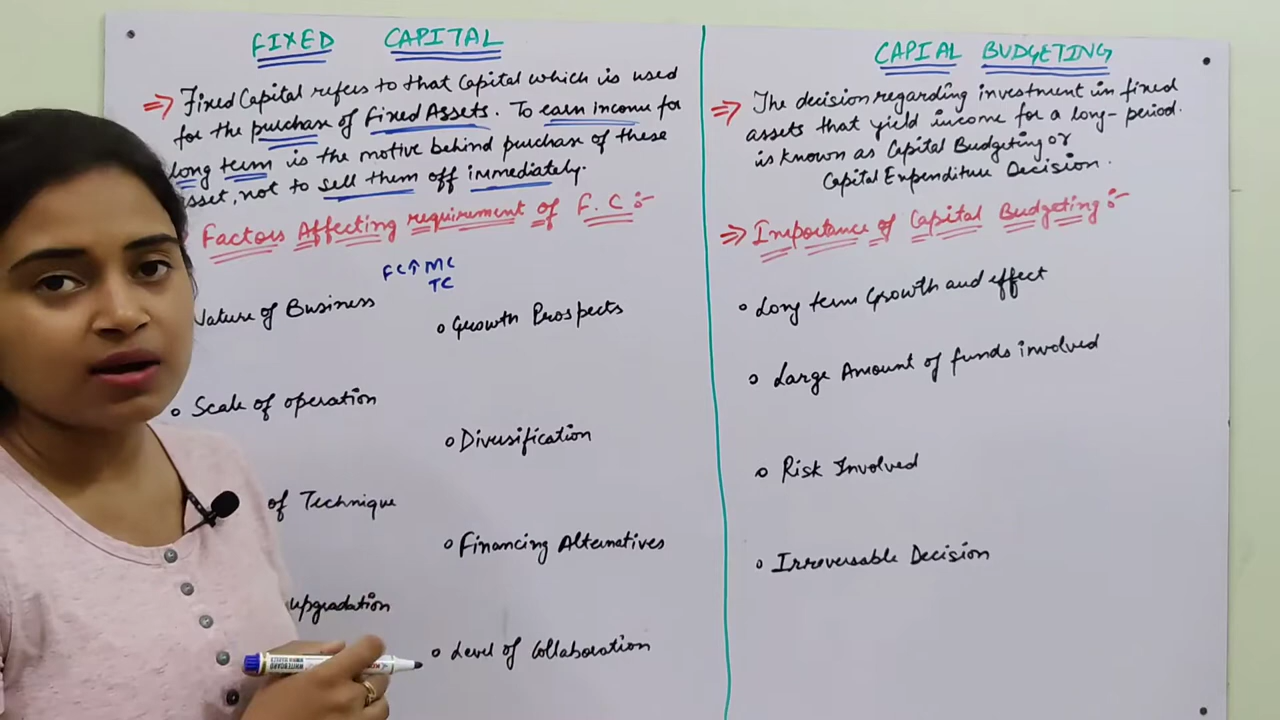 FIXED CAPITAL
⇒ Fixed Capital refers to that Capital which is used
for the purchase of Fixed Assets. To earn income for
long term is the motive behind purchase of these
sset, not to sell them off immediately.
Factors Affecting requirement of F.C :-
FC↑ MC
TC
Nature of Business
o Growth Prospects
o Scale of operation
o Diversification
of Technique
o Financing Alternatives
upgradation
o Level of Collaboration
CAPIAL BUDGETING
⇒ The decision regarding investment in fixed
assets that yield income for a long-period.
is known as Capital Budgeting or
Capital Expenditure Decision.
⇒ Importance of Capital Budgeting :-
o Long term Growth and effect
o Large Amount of funds involved
o Risk Involved
o Irreversable Decision